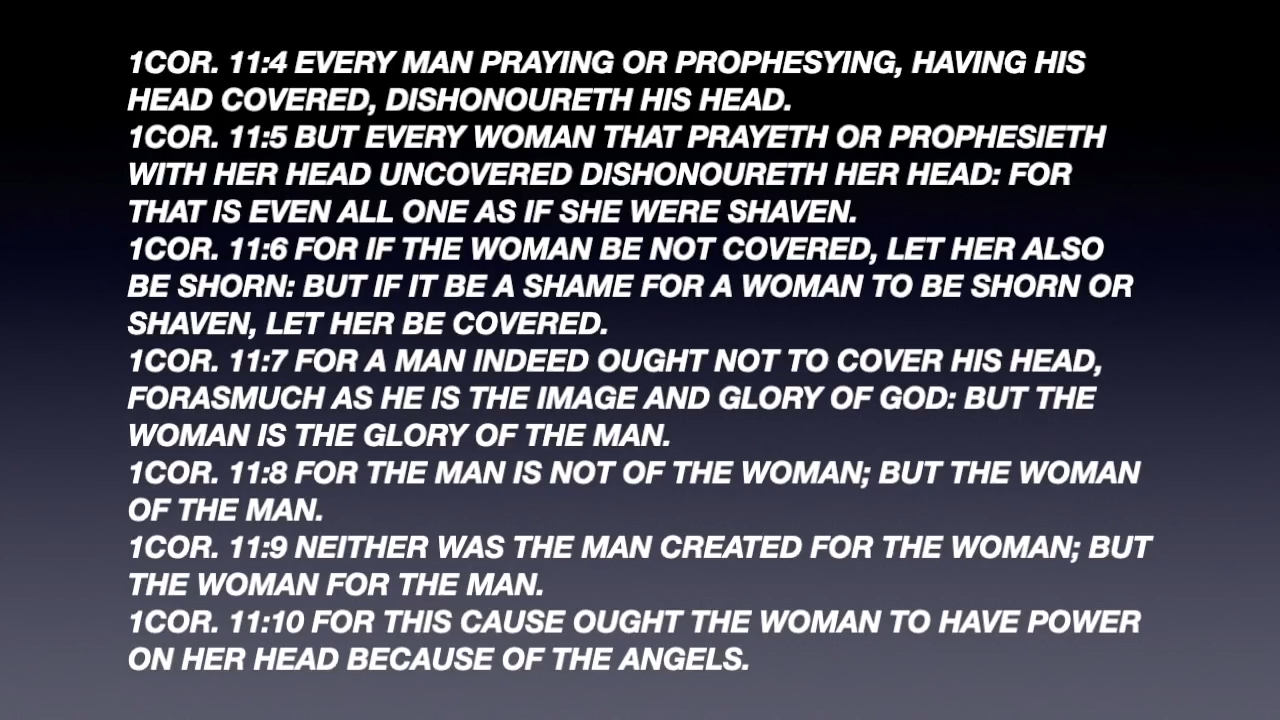 1COR. 11:4 EVERY MAN PRAYING OR PROPHESYING, HAVING HIS
HEAD COVERED, DISHONOURETH HIS HEAD.
1COR. 11:5 BUT EVERY WOMAN THAT PRAYETH OR PROPHESIETH
WITH HER HEAD UNCOVERED DISHONOURETH HER HEAD: FOR
THAT IS EVEN ALL ONE AS IF SHE WERE SHAVEN.
1COR. 11:6 FOR IF THE WOMAN BE NOT COVERED, LET HER ALSO
BE SHORN: BUT IF IT BE A SHAME FOR A WOMAN TO BE SHORN OR
SHAVEN, LET HER BE COVERED.
1COR. 11:7 FOR A MAN INDEED OUGHT NOT TO COVER HIS HEAD,
FORASMUCH AS HE IS THE IMAGE AND GLORY OF GOD: BUT THE
WOMAN IS THE GLORY OF THE MAN.
1COR. 11:8 FOR THE MAN IS NOT OF THE WOMAN; BUT THE WOMAN
OF THE MAN.
1COR. 11:9 NEITHER WAS THE MAN CREATED FOR THE WOMAN; BUT
THE WOMAN FOR THE MAN.
1COR. 11:10 FOR THIS CAUSE OUGHT THE WOMAN TO HAVE POWER
ON HER HEAD BECAUSE OF THE ANGELS.